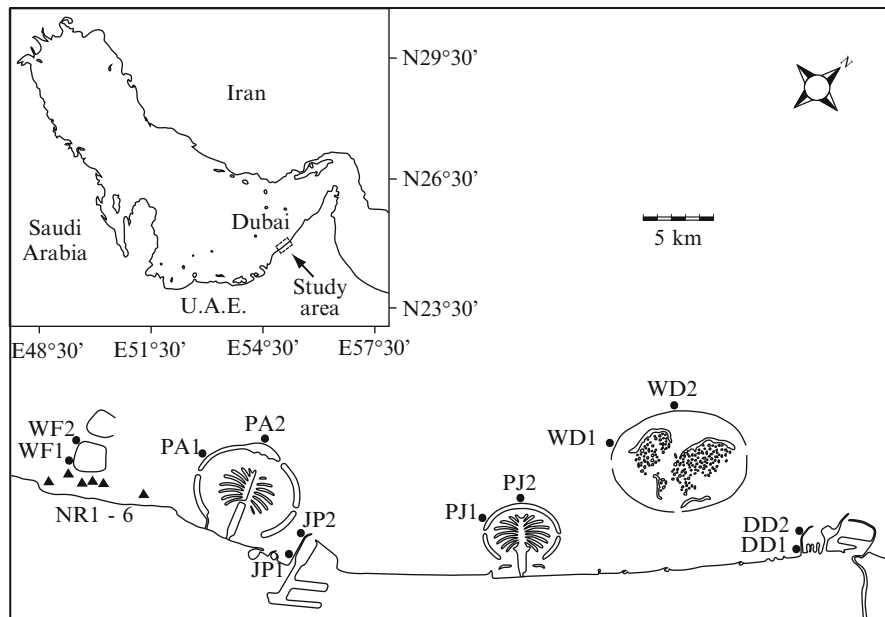 N29°30’
Iran
N26°30’
Dubai
Saudi
Arabia
Study
area
U.A.E.
N23°30’
E48°30’ E51°30’ E54°30’ E57°30’
N
5 km
WF2
WF1
NR1 - 6
PA1
PA2
JP2
JP1
PJ1
PJ2
WD1
WD2
DD2
DD1